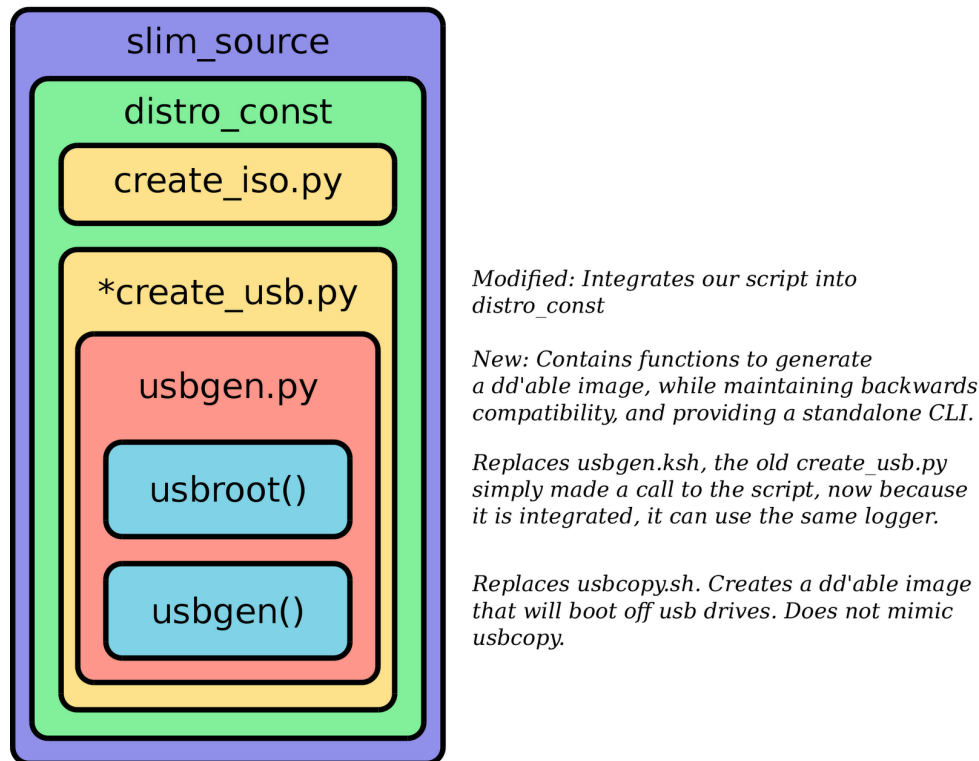 slim_source
distro_const
create_iso.py
*create_usb.py
Modified: Integrates our script into
distro_const
usbgen.py
New: Contains functions to generate
a dd'able image, while maintaining backwards
compatibility, and providing a standalone CLI.
usbroot()
Replaces usbgen.ksh, the old create_usb.py
simply made a call to the script, now because
it is integrated, it can use the same logger.
usbgen()
Replaces usbcopy.sh. Creates a dd'able image
that will boot off usb drives. Does not mimic
usbcopy.